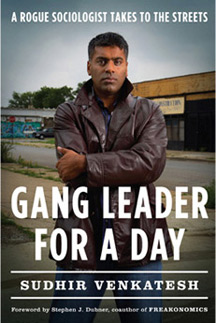 A ROGUE SOCIOLOGIST TAKES TO THE STREETS
GANG LEADER
FOR A DAY
SUDHIR VENKATESH
Foreword by Stephen J. Dubner, coauthor of FREAKONOMICS